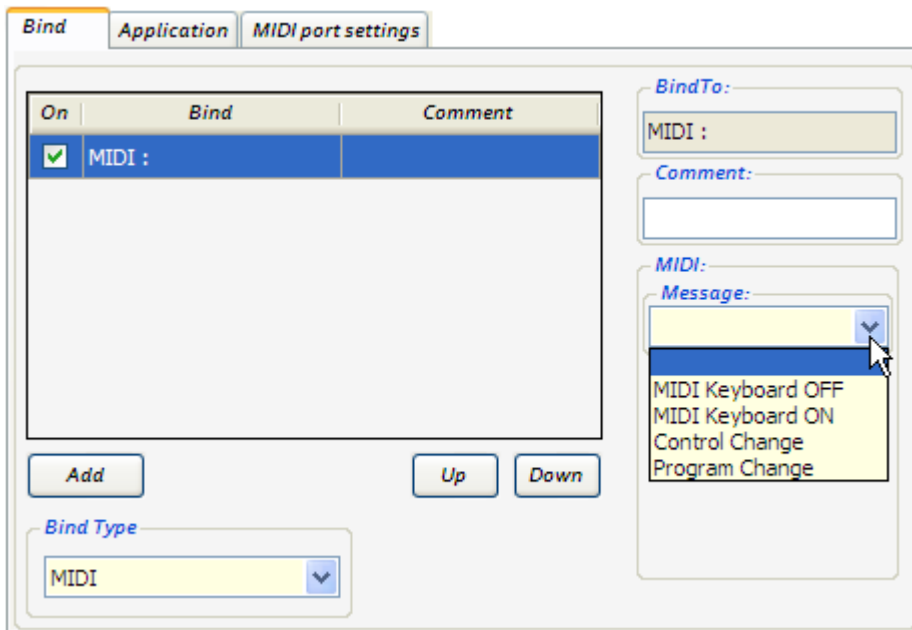 Bind Application MIDI port settings
On Bind Comment
MIDI :
Add Up Down
Bind Type
MIDI
BindTo:
MIDI :
Comment:
MIDI:
Message:
MIDI Keyboard OFF
MIDI Keyboard ON
Control Change
Program Change